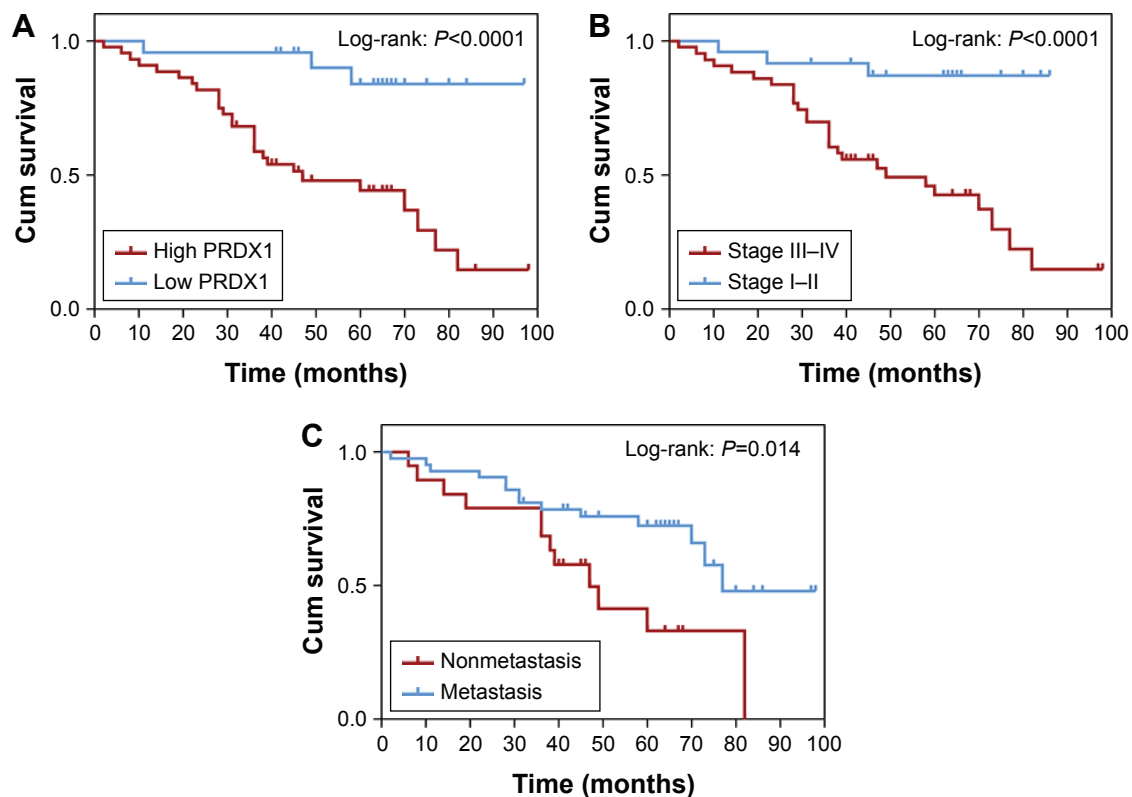 A
Log-rank: P<0.0001
Cum survival
1.0
0.5
0.0
High PRDX1
Low PRDX1
0 10 20 30 40 50 60 70 80 90 100
Time (months)
B
Log-rank: P<0.0001
Cum survival
1.0
0.5
0.0
Stage III–IV
Stage I–II
0 10 20 30 40 50 60 70 80 90 100
Time (months)
C
Log-rank: P=0.014
Cum survival
1.0
0.5
0.0
Nonmetastasis
Metastasis
0 10 20 30 40 50 60 70 80 90 100
Time (months)